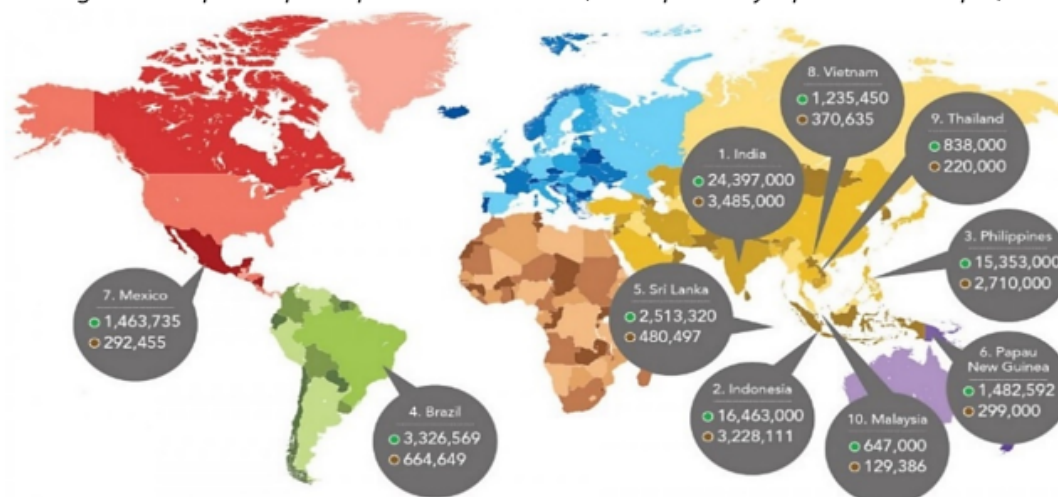 1. India
24,397,000
3,485,000
2. Indonesia
16,463,000
3,228,111
3. Philippines
15,353,000
2,710,000
4. Brazil
3,326,569
664,649
5. Sri Lanka
2,513,320
480,497
6. Papau
New Guinea
1,482,592
299,000
7. Mexico
1,463,735
292,455
8. Vietnam
1,235,450
370,635
9. Thailand
838,000
220,000
10. Malaysia
647,000
129,386